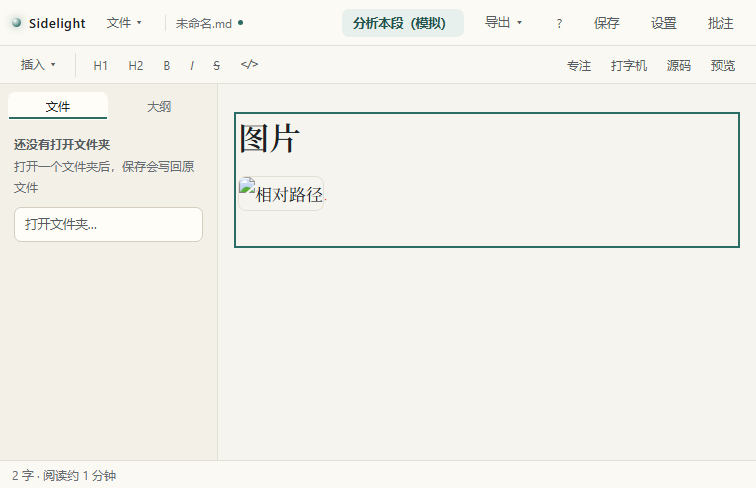 Sidelight 文件 未命名.md 分析本段（模拟） 导出 ? 保存 设置 批注
插入 H1 H2 B I S </> 专注 打字机 源码 预览
文件 大纲
还没有打开文件夹
打开一个文件夹后，保存会写回原
文件
打开文件夹...
图片
相对路径
2 字 · 阅读约 1 分钟